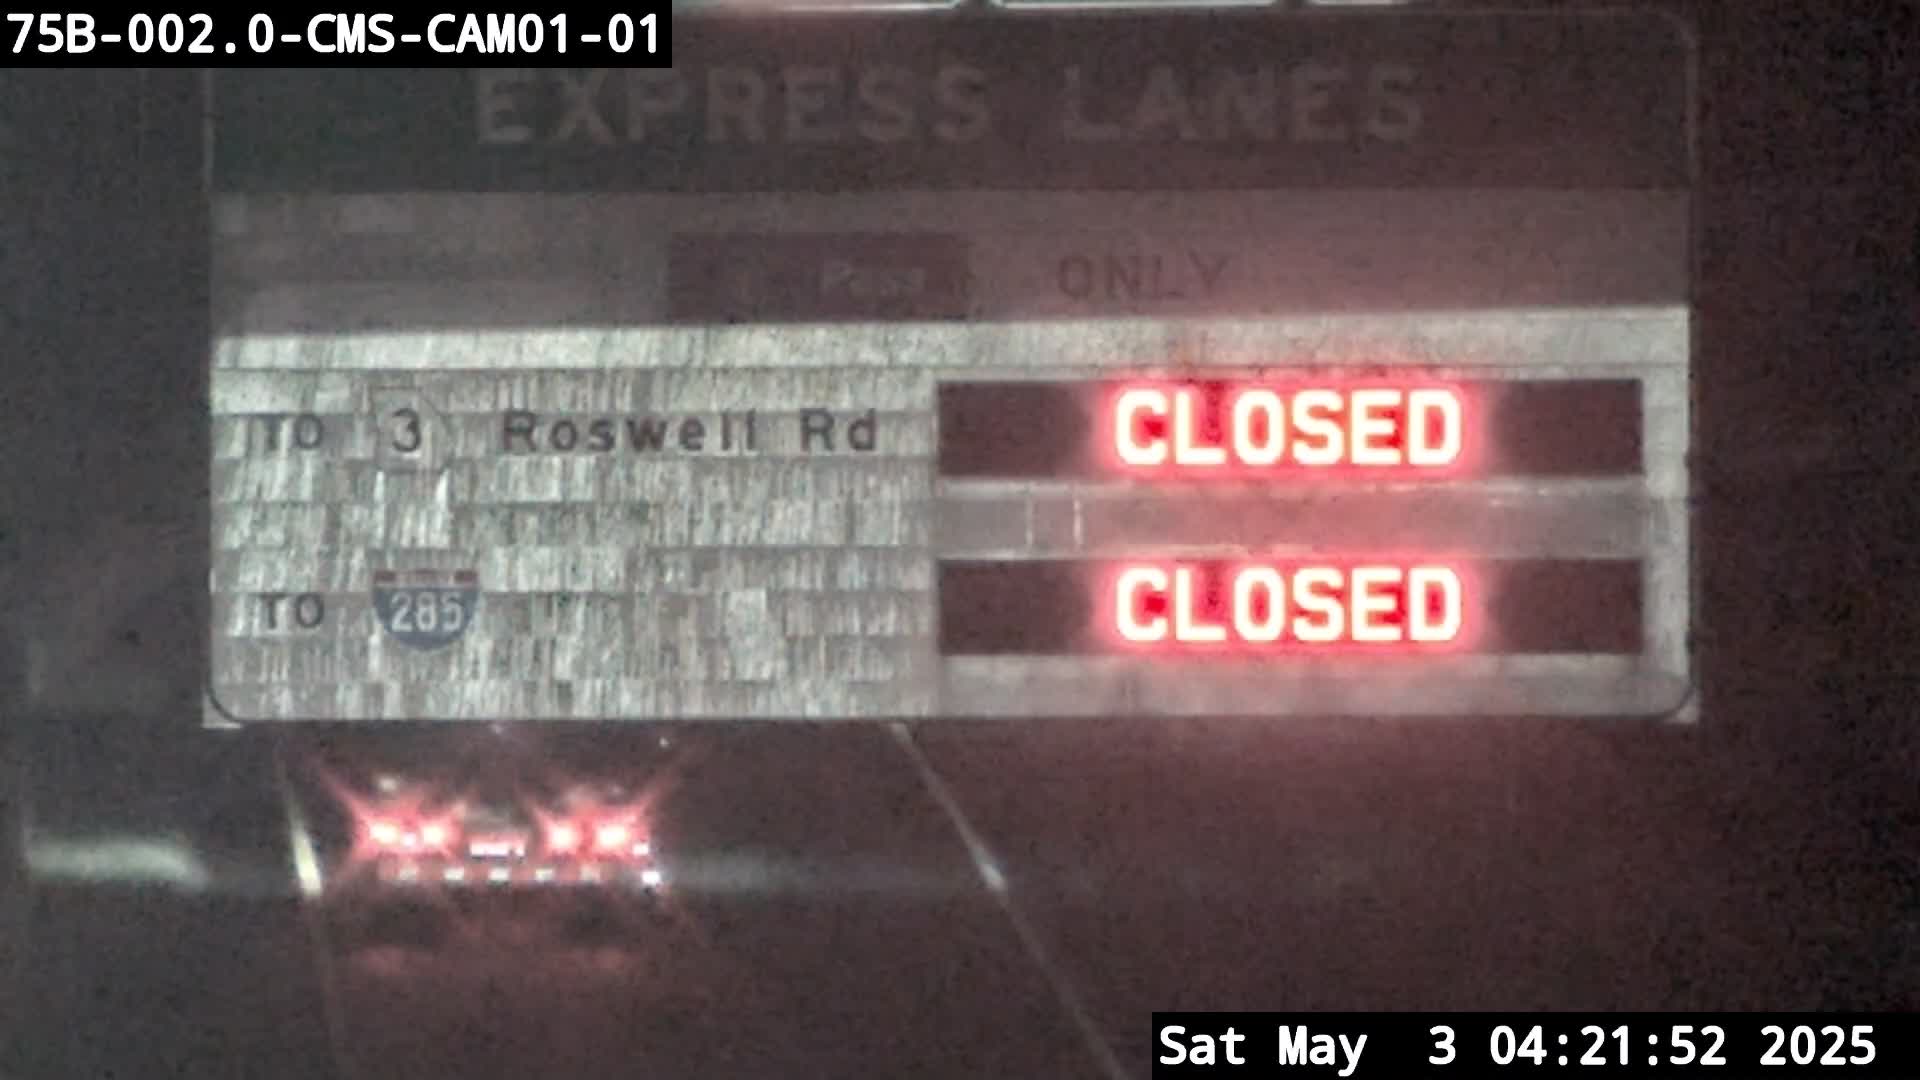 75B-002.0-CMS-CAM01-01
EXPRESS LANES
Pass ONLY
TO 3 Roswell Rd CLOSED
TO 285 CLOSED
Sat May 3 04:21:52 2025